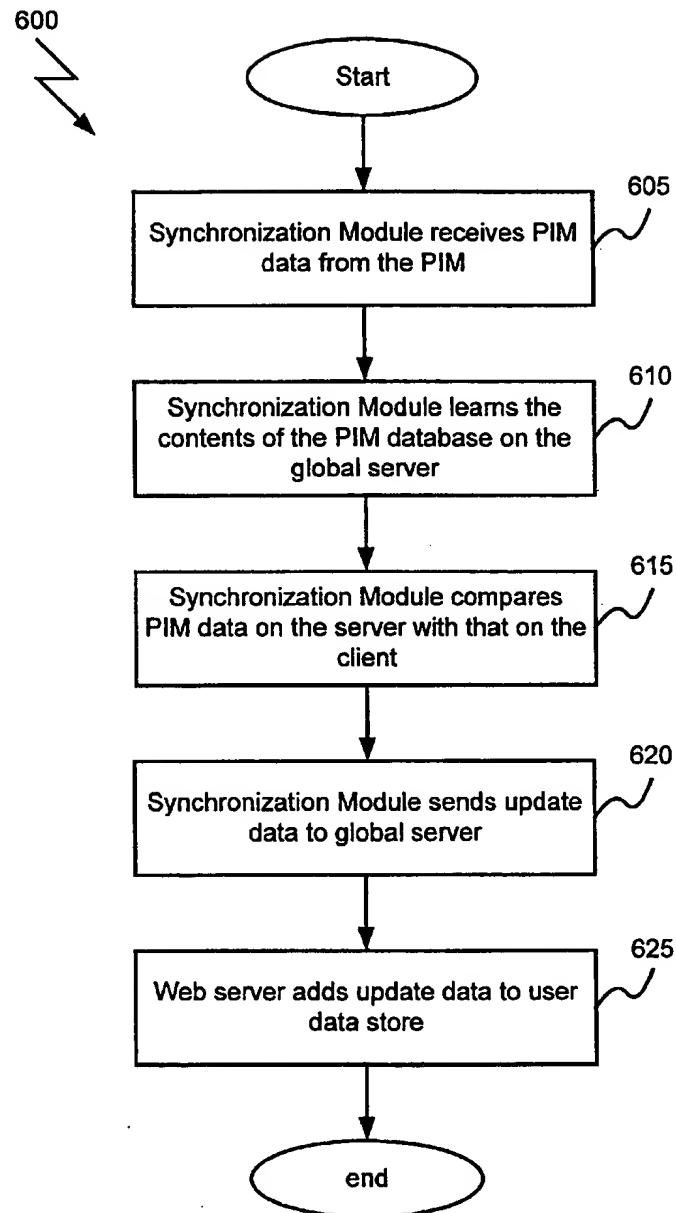 600
Start
605
Synchronization Module receives PIM
data from the PIM
610
Synchronization Module learns the
contents of the PIM database on the
global server
615
Synchronization Module compares
PIM data on the server with that on the
client
620
Synchronization Module sends update
data to global server
625
Web server adds update data to user
data store
end